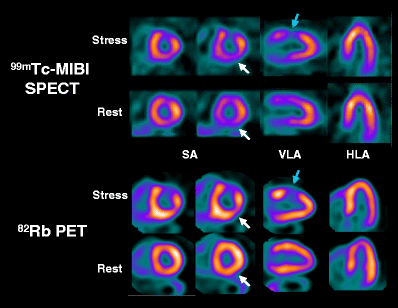 Stress
99mTc-MIBI
SPECT
Rest
SA VLA HLA
Stress
82Rb PET
Rest